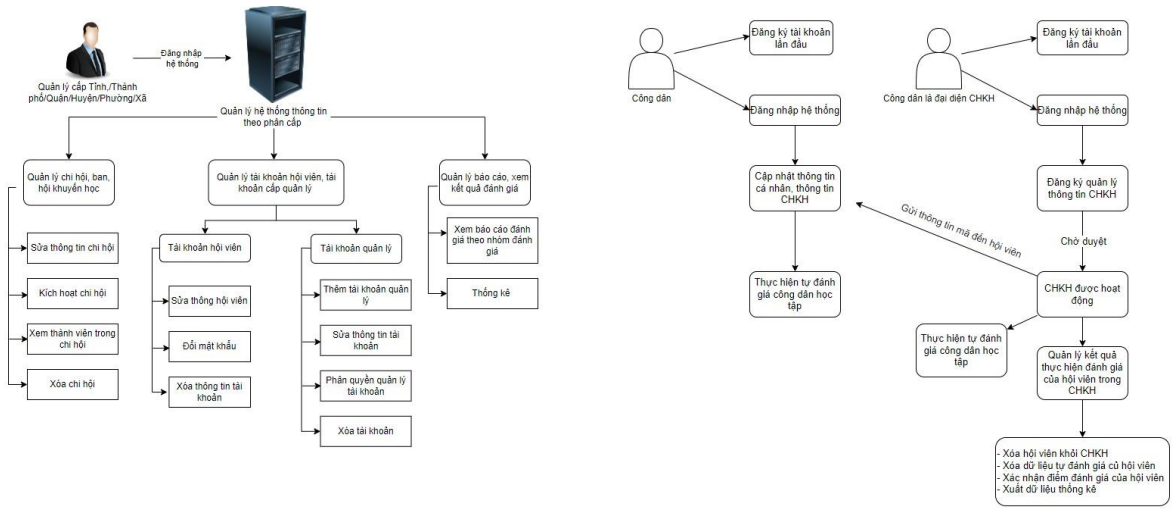 Đăng nhập
hệ thống
Quản lý cấp Tỉnh,/Thành
phố/Quận/Huyện/Phường/Xã
Quản lý hệ thống thông tin
theo phân cấp
Quản lý chi hội, ban,
hội khuyến học
Sửa thông tin chi hội
Kích hoạt chi hội
Xem thành viên trong
chi hội
Xóa chi hội
Quản lý tài khoản hội viên, tài
khoản cấp quản lý
Tài khoản hội viên
Sửa thông hội viên
Đổi mật khẩu
Xóa thông tin tài
khoản
Tài khoản quản lý
Thêm tài khoản quản
lý
Sửa thông tin tài
khoản
Phân quyền quản lý
tài khoản
Xóa tài khoản
Quản lý báo cáo, xem
kết quả đánh giá
Xem báo cáo đánh
giá theo nhóm đánh
giá
Thống kê
Công dân
Đăng ký tài khoản
lần đầu
Đăng nhập hệ thống
Cập nhật thông tin
cá nhân, thông tin
CHKH
Thực hiện tự đánh
giá công dân học
tập
Công dân là đại diện CHKH
Đăng ký tài khoản
lần đầu
Đăng nhập hệ thống
Đăng ký quản lý
thông tin CHKH
Gửi thông tin mã đến hội viên
Chờ duyệt
CHKH được hoạt
động
Thực hiện tự đánh
giá công dân học
tập
Quản lý kết quả
thực hiện đánh giá
của hội viên trong
CHKH
- Xóa hội viên khỏi CHKH
- Xóa dữ liệu tự đánh giá củ hội viên
- Xác nhận điểm đánh giá của hội viên
- Xuất dữ liệu thống kê